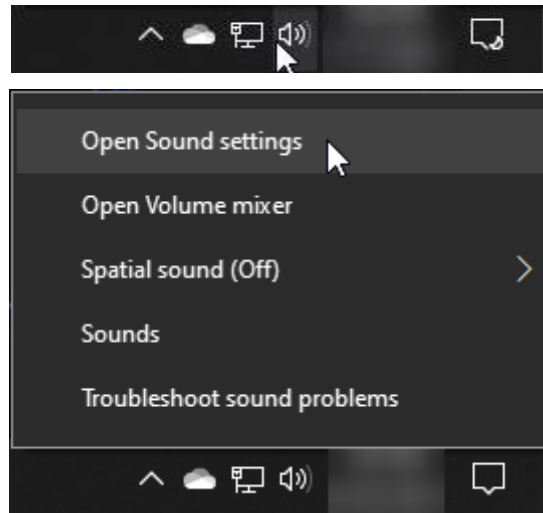 Open Sound settings
Open Volume mixer
Spatial sound (Off)
Sounds
Troubleshoot sound problems